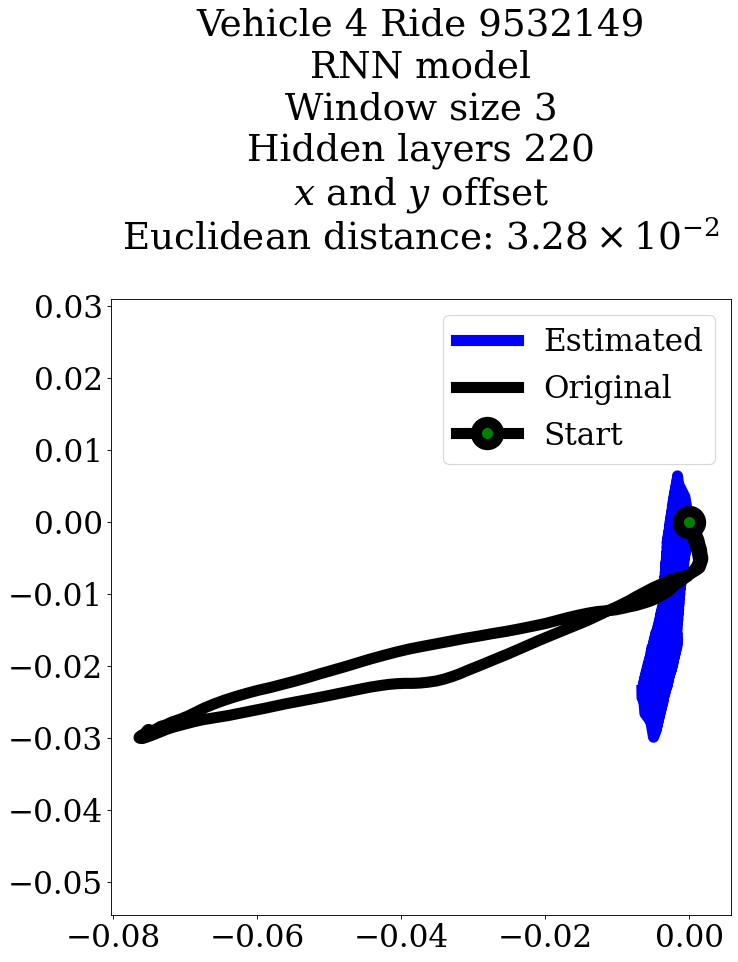 Vehicle 4 Ride 9532149
RNN model
Window size 3
Hidden layers 220
x and y offset
Euclidean distance: 3.28 × 10⁻²
0.03
0.02
0.01
0.00
−0.01
−0.02
−0.03
−0.04
−0.05
Estimated
Original
Start
−0.08 −0.06 −0.04 −0.02 0.00